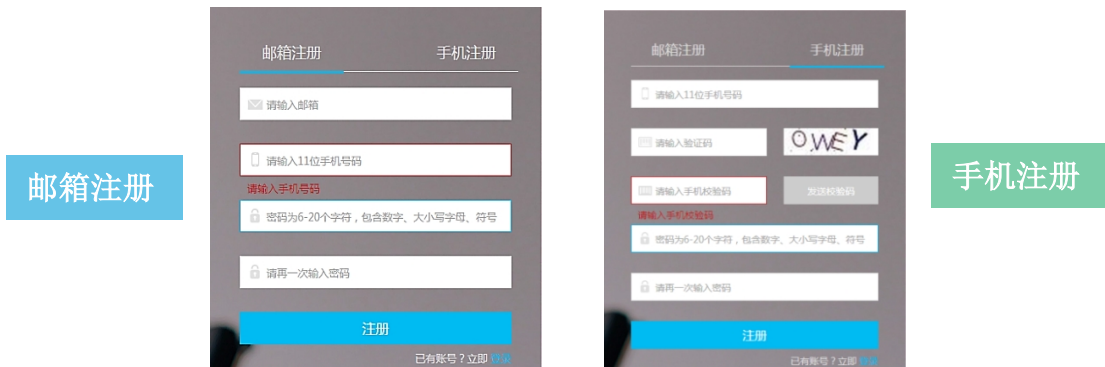 邮箱注册
邮箱注册 手机注册
请输入邮箱
请输入11位手机号码
请输入手机号码
密码为6-20个字符，包含数字、大小写字母、符号
请再一次输入密码
注册
已有账号？立即
邮箱注册 手机注册
请输入11位手机号码
请输入验证码 OWEY
请输入手机校验码 发送校验码
请输入手机校验码
密码为6-20个字符，包含数字、大小写字母、符号
请再一次输入密码
注册
已有账号？立即
手机注册